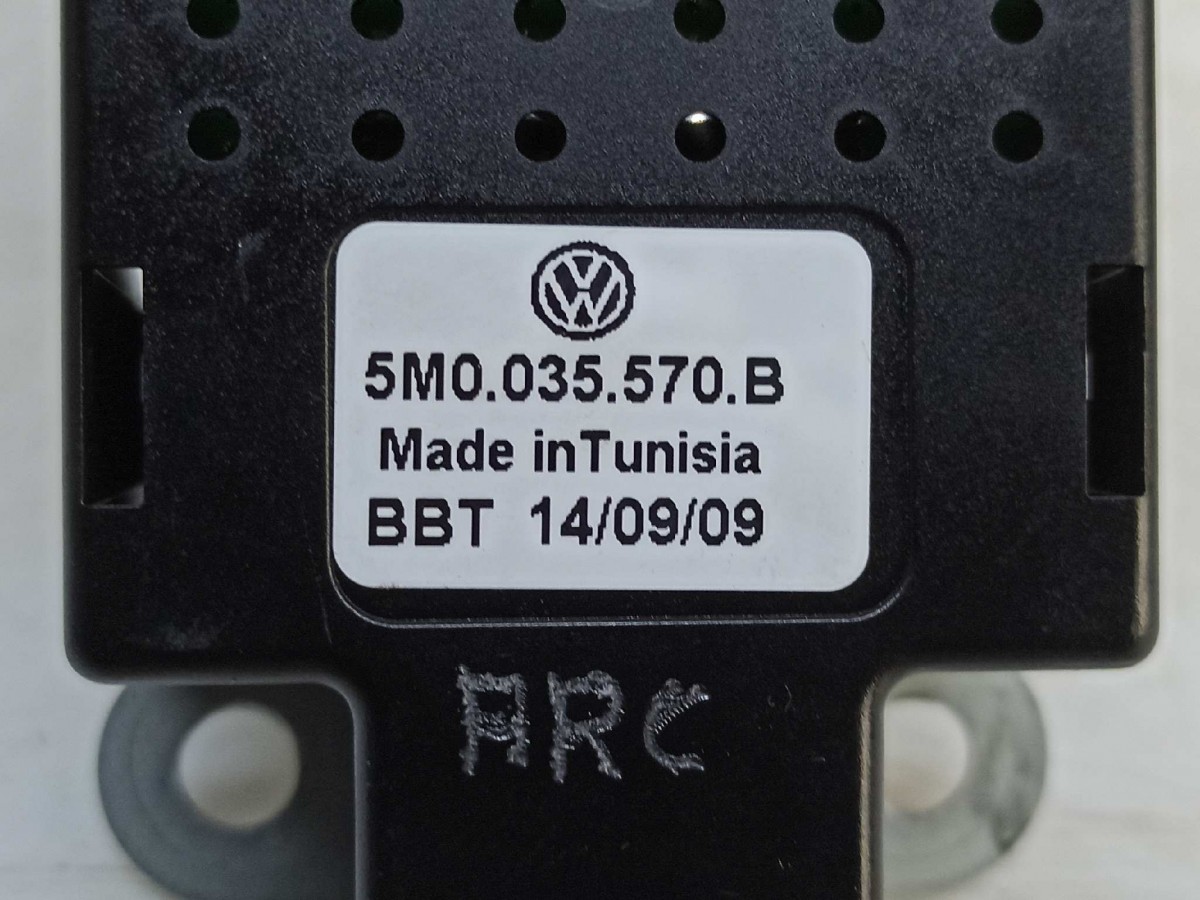 5M0.035.570.B
Made inTunisia
BBT 14/09/09
ARC